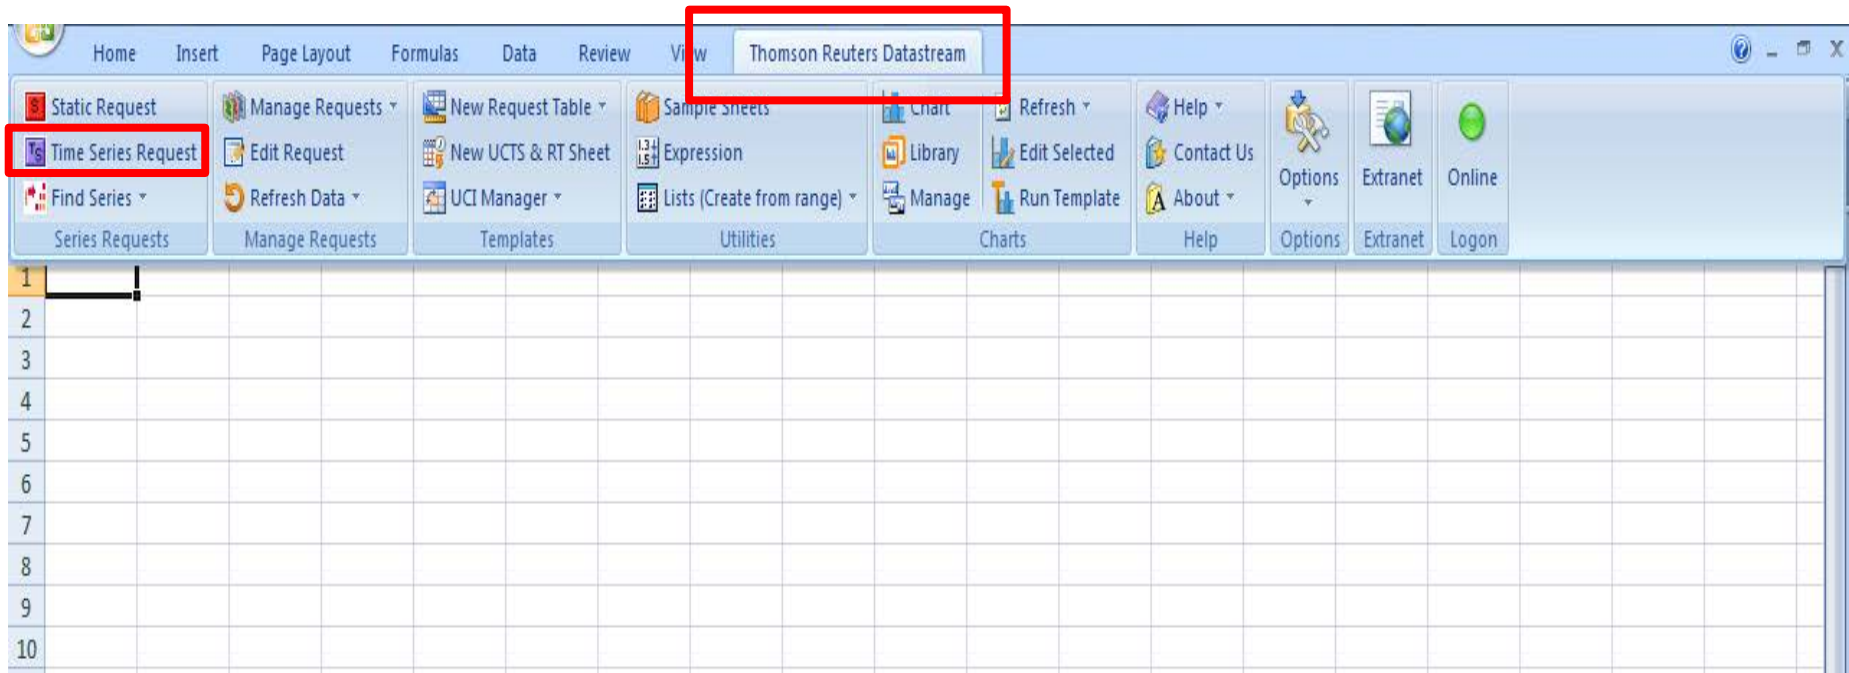 Home Insert Page Layout Formulas Data Review View Thomson Reuters Datastream
Static Request Manage Requests New Request Table Sample Sheets Chart Refresh Help
Time Series Request Edit Request New UCTS & RT Sheet Expression Library Edit Selected Contact Us
Options Extranet Online
Find Series Refresh Data UCI Manager Lists (Create from range) Manage Run Template About
Series Requests Manage Requests Templates Utilities Charts Help Options Extranet Logon
1
2
3
4
5
6
7
8
9
10